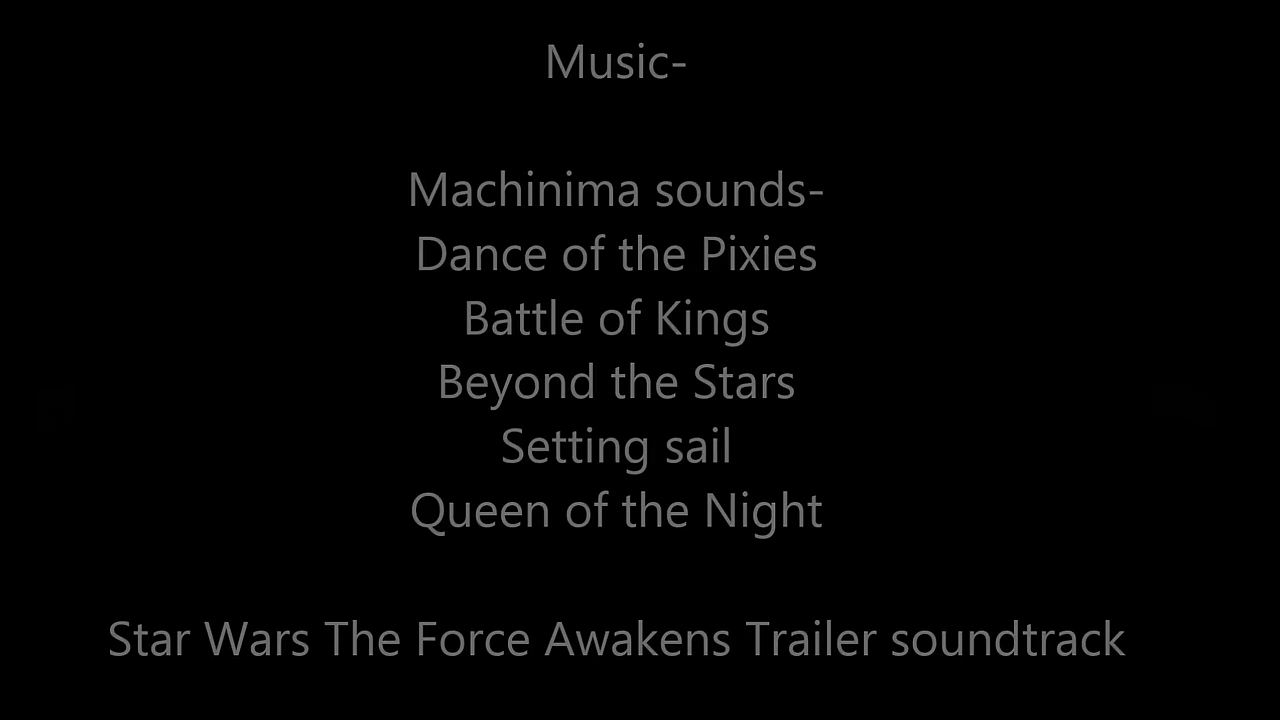 Music-
Machinima sounds-
Dance of the Pixies
Battle of Kings
Beyond the Stars
Setting sail
Queen of the Night
Star Wars The Force Awakens Trailer soundtrack